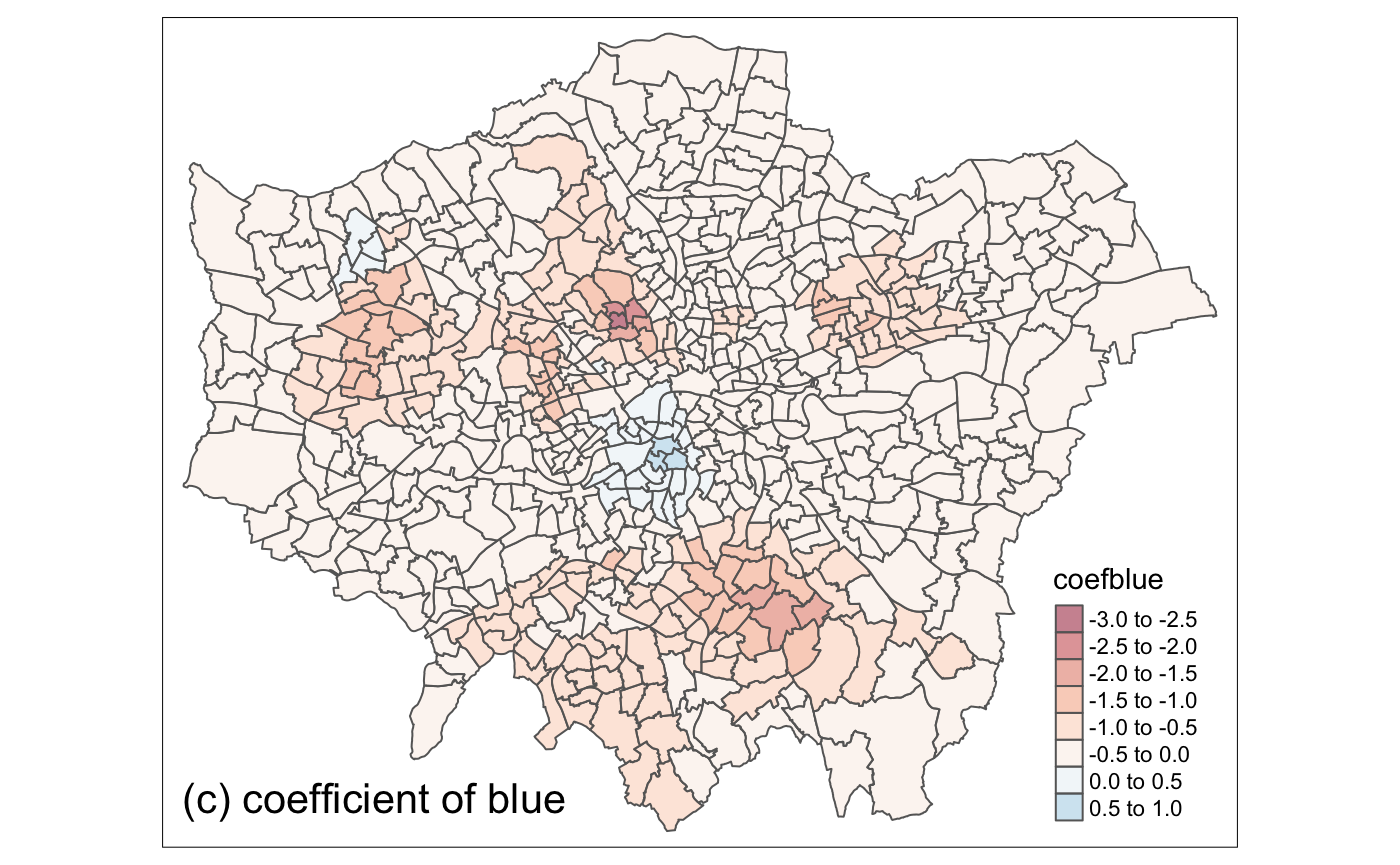 coefblue
-3.0 to -2.5
-2.5 to -2.0
-2.0 to -1.5
-1.5 to -1.0
-1.0 to -0.5
-0.5 to 0.0
0.0 to 0.5
0.5 to 1.0
(c) coefficient of blue